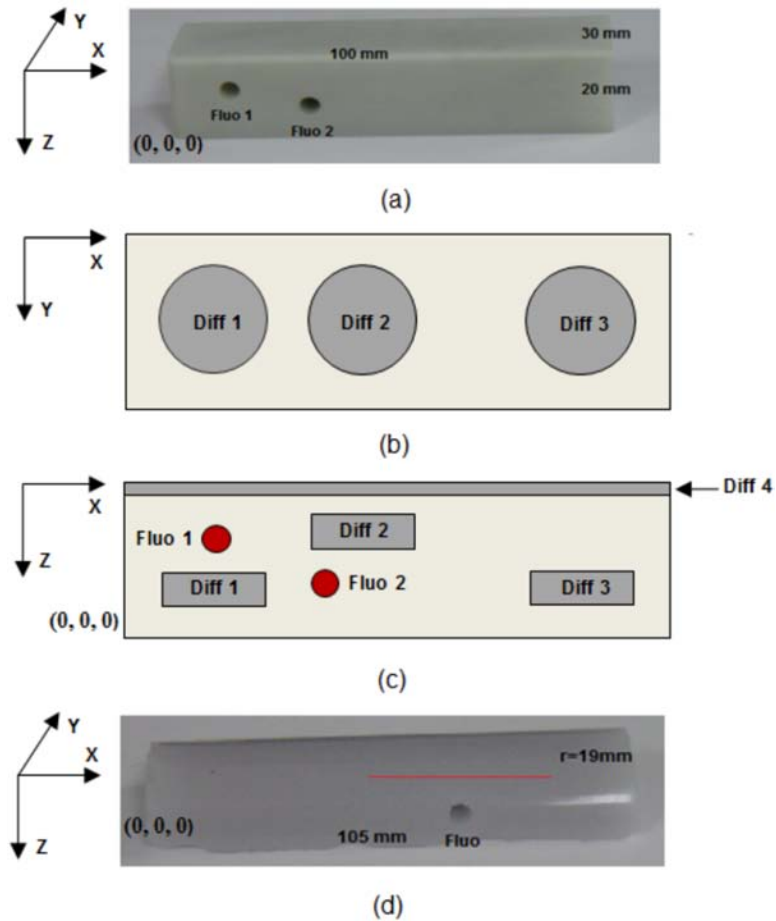 Y
X
Z
30 mm
100 mm
20 mm
Fluo 1
Fluo 2
(0, 0, 0)
(a)
X
Y
Diff 1
Diff 2
Diff 3
(b)
X
Z
Diff 4
Fluo 1
Diff 2
Diff 1
Fluo 2
Diff 3
(0, 0, 0)
(c)
Y
X
Z
r=19mm
(0, 0, 0)
105 mm
Fluo
(d)